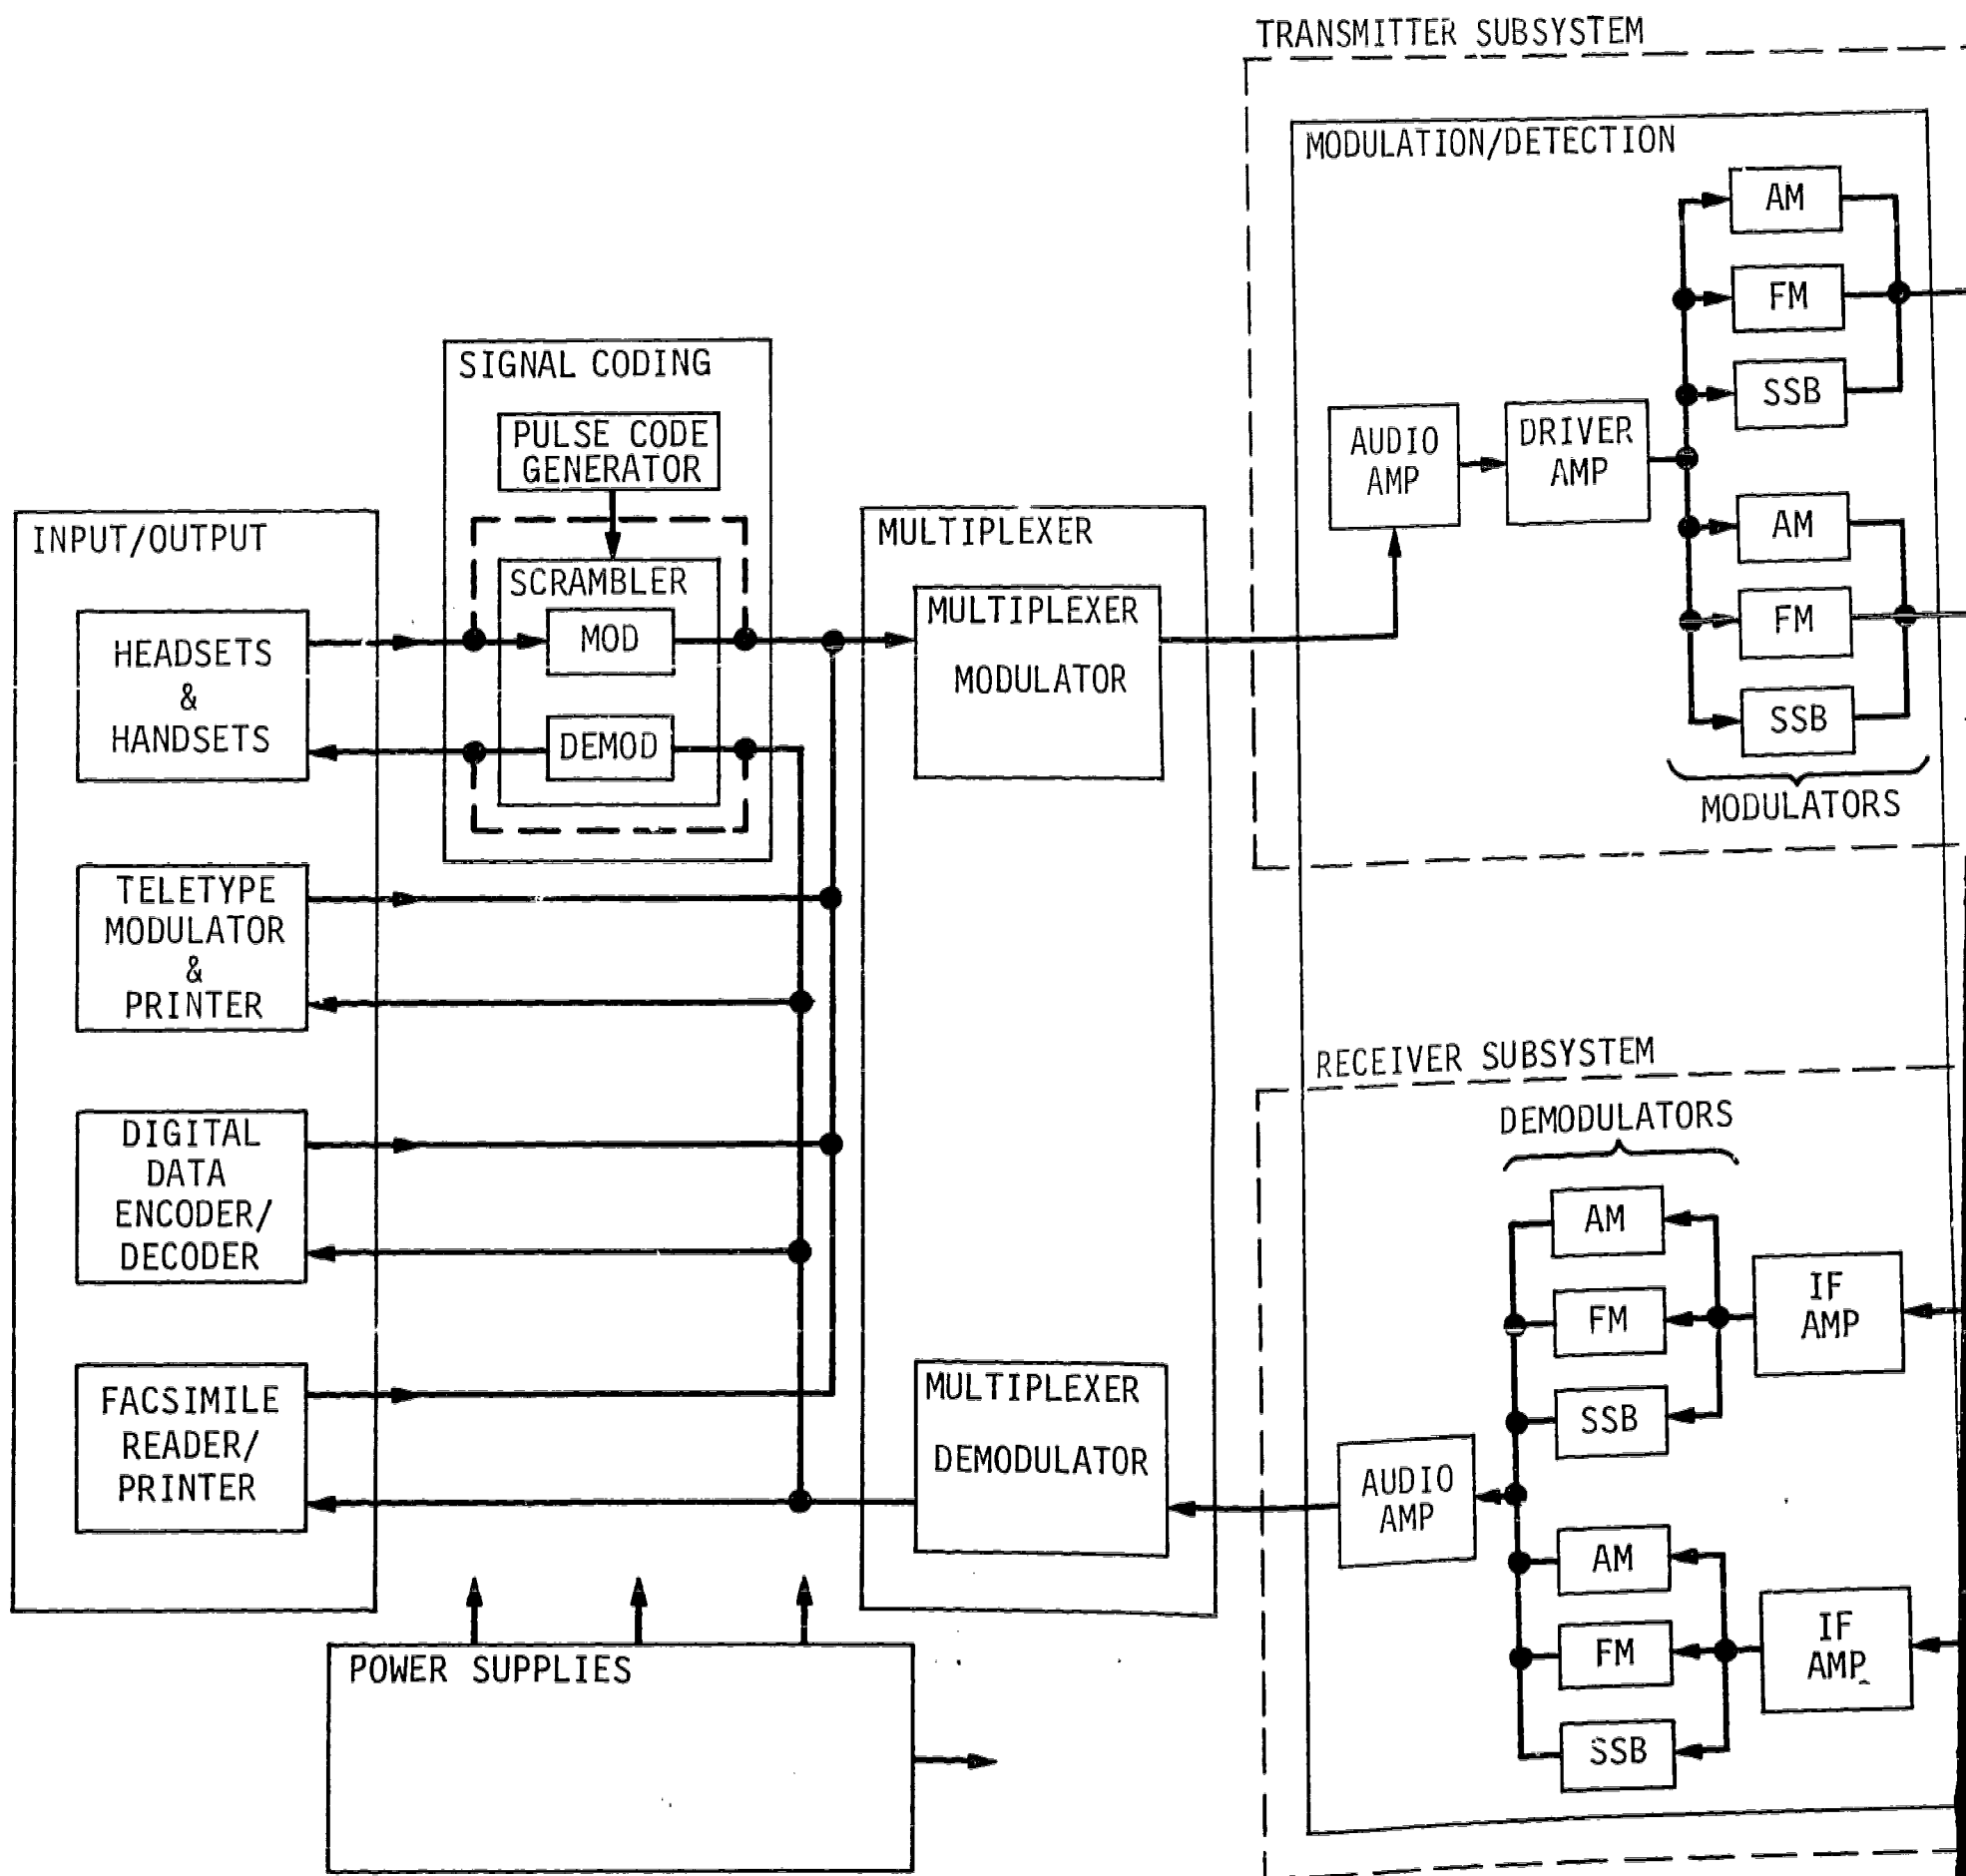 TRANSMITTER SUBSYSTEM
MODULATION/DETECTION
AM
FM
SSB
AUDIO
AMP
DRIVER
AMP
AM
FM
SSB
MODULATORS
SIGNAL CODING
PULSE CODE
GENERATOR
SCRAMBLER
MOD
DEMOD
INPUT/OUTPUT
HEADSETS
&
HANDSETS
TELETYPE
MODULATOR
&
PRINTER
DIGITAL
DATA
ENCODER/
DECODER
FACSIMILE
READER/
PRINTER
MULTIPLEXER
MULTIPLEXER
MODULATOR
MULTIPLEXER
DEMODULATOR
RECEIVER SUBSYSTEM
DEMODULATORS
AM
FM
SSB
IF
AMP
AUDIO
AMP
AM
FM
SSB
IF
AMP
POWER SUPPLIES